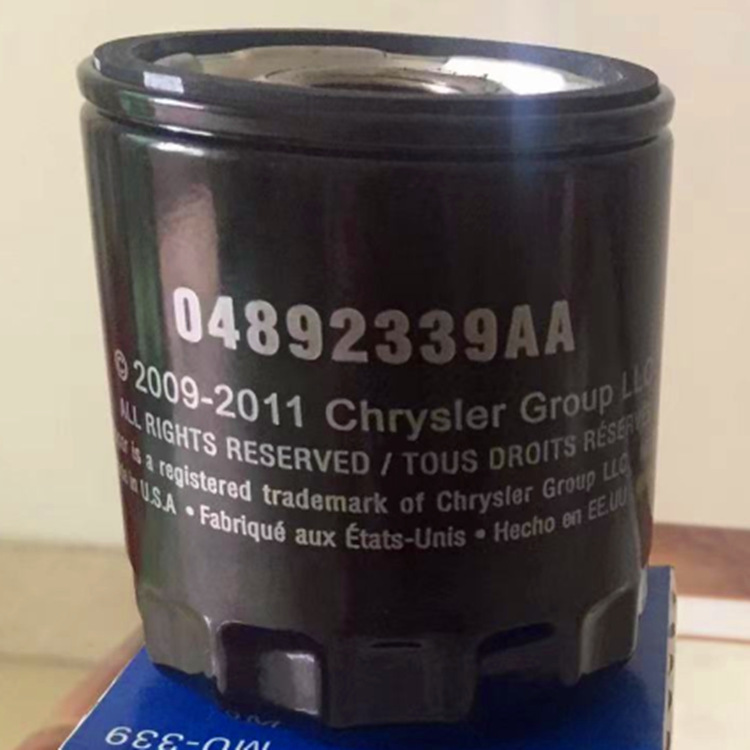 04892339AA
© 2009-2011 Chrysler Group LLC
ALL RIGHTS RESERVED / TOUS DROITS
is a registered trademark of Chrysler Group LLC
in U.S.A • Fabriqué aux États-Unis • Hecho en EE.UU
MO-339